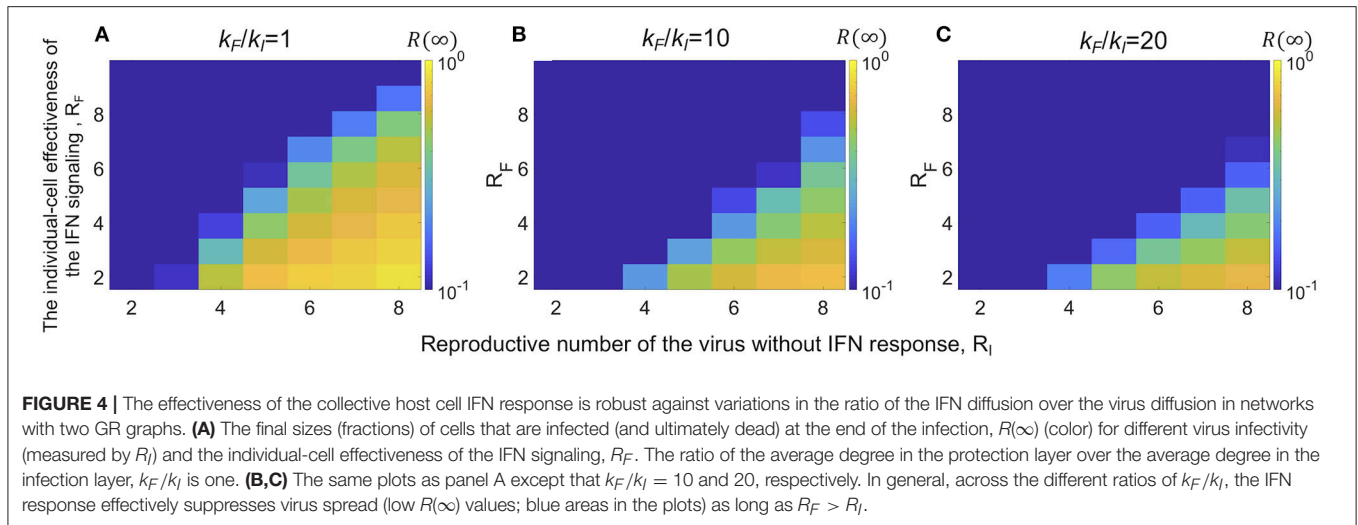 A
k_F/k_I=1
R(∞)
10^0
10^-1
The individual-cell effectiveness of
the IFN signaling , R_F
8
6
4
2
2 4 6 8
B
k_F/k_I=10
R(∞)
10^0
10^-1
R_F
8
6
4
2
2 4 6 8
C
k_F/k_I=20
R(∞)
10^0
10^-1
R_F
8
6
4
2
2 4 6 8
Reproductive number of the virus without IFN response, R_I
FIGURE 4 | The effectiveness of the collective host cell IFN response is robust against variations in the ratio of the IFN diffusion over the virus diffusion in networks
with two GR graphs. (A) The final sizes (fractions) of cells that are infected (and ultimately dead) at the end of the infection, R(∞) (color) for different virus infectivity
(measured by R_I) and the individual-cell effectiveness of the IFN signaling, R_F. The ratio of the average degree in the protection layer over the average degree in the
infection layer, k_F/k_I is one. (B,C) The same plots as panel A except that k_F/k_I = 10 and 20, respectively. In general, across the different ratios of k_F/k_I, the IFN
response effectively suppresses virus spread (low R(∞) values; blue areas in the plots) as long as R_F > R_I.